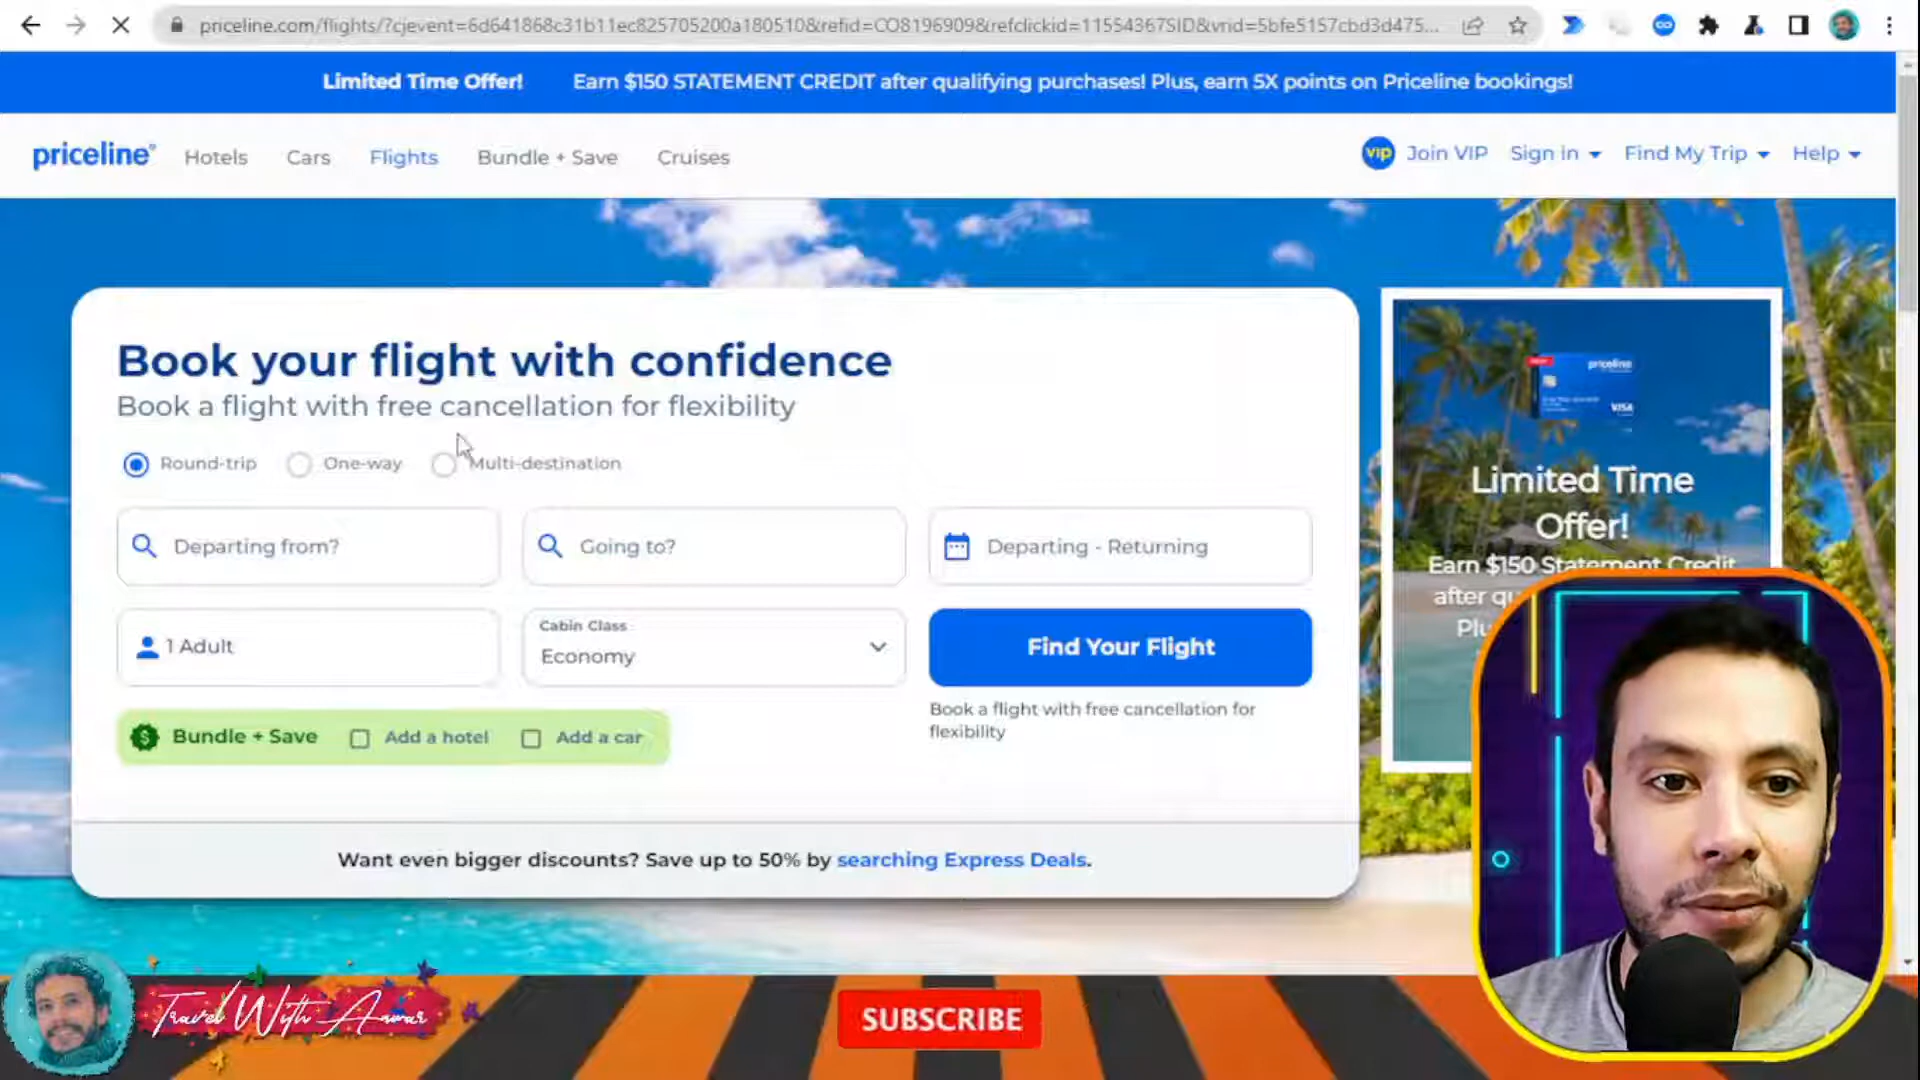 priceline.com/flights/?cjevent=6d641868c31b11ec825705200a180510&refid=CO8196909&refclickid=11554367SID&vrid=5bfe5157cbd3d475...
Limited Time Offer! Earn $150 STATEMENT CREDIT after qualifying purchases! Plus, earn 5X points on Priceline bookings!
priceline Hotels Cars Flights Bundle + Save Cruises vip Join VIP Sign in Find My Trip Help
Book your flight with confidence
Book a flight with free cancellation for flexibility
Round-trip One-way Multi-destination
Departing from? Going to? Departing - Returning
1 Adult
Cabin Class
Economy
Find Your Flight
Book a flight with free cancellation for
flexibility
Bundle + Save Add a hotel Add a car
Want even bigger discounts? Save up to 50% by searching Express Deals.
priceline
VISA
Limited Time
Offer!
Earn $150 Statement Credit
after
Travel With Anwar
SUBSCRIBE